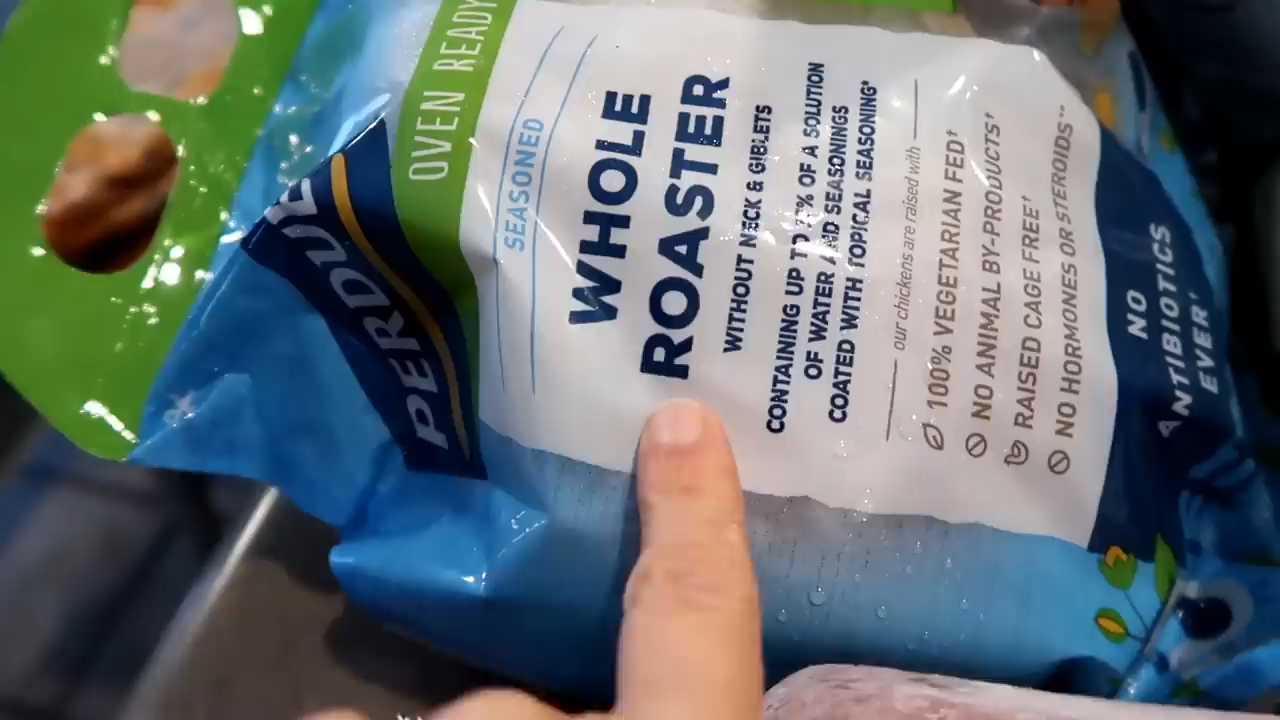 PERDUE
OVEN READY
SEASONED
WHOLE
ROASTER
WITHOUT NECK & GIBLETS
CONTAINING UP TO % OF A SOLUTION
OF WATER AND SEASONINGS
COATED WITH TOPICAL SEASONING*
our chickens are raised with
100% VEGETARIAN FED†
NO ANIMAL BY-PRODUCTS†
RAISED CAGE FREE†
NO HORMONES OR STEROIDS**
NO
ANTIBIOTICS
EVER†